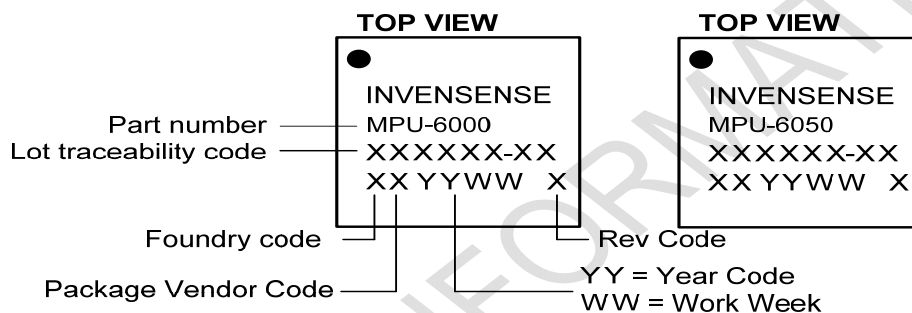 TOP VIEW
INVENSENSE
Part number MPU-6000
Lot traceability code XXXXXX-XX
XX YYWW X
Foundry code
Rev Code
Package Vendor Code
YY = Year Code
WW = Work Week
TOP VIEW
INVENSENSE
MPU-6050
XXXXXX-XX
XX YYWW X